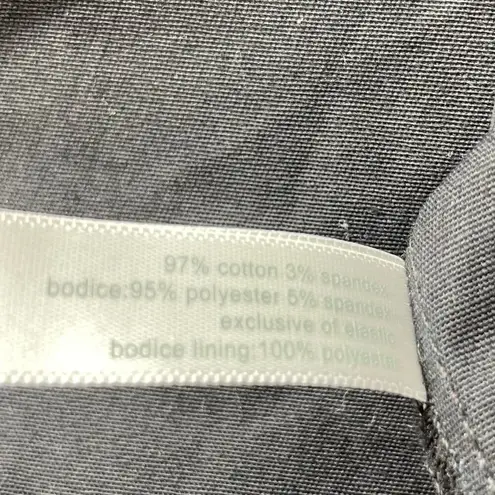 97% cotton 3% spandex
bodice:95% polyester 5% spandex
exclusive of elastic
bodice lining:100% polyester